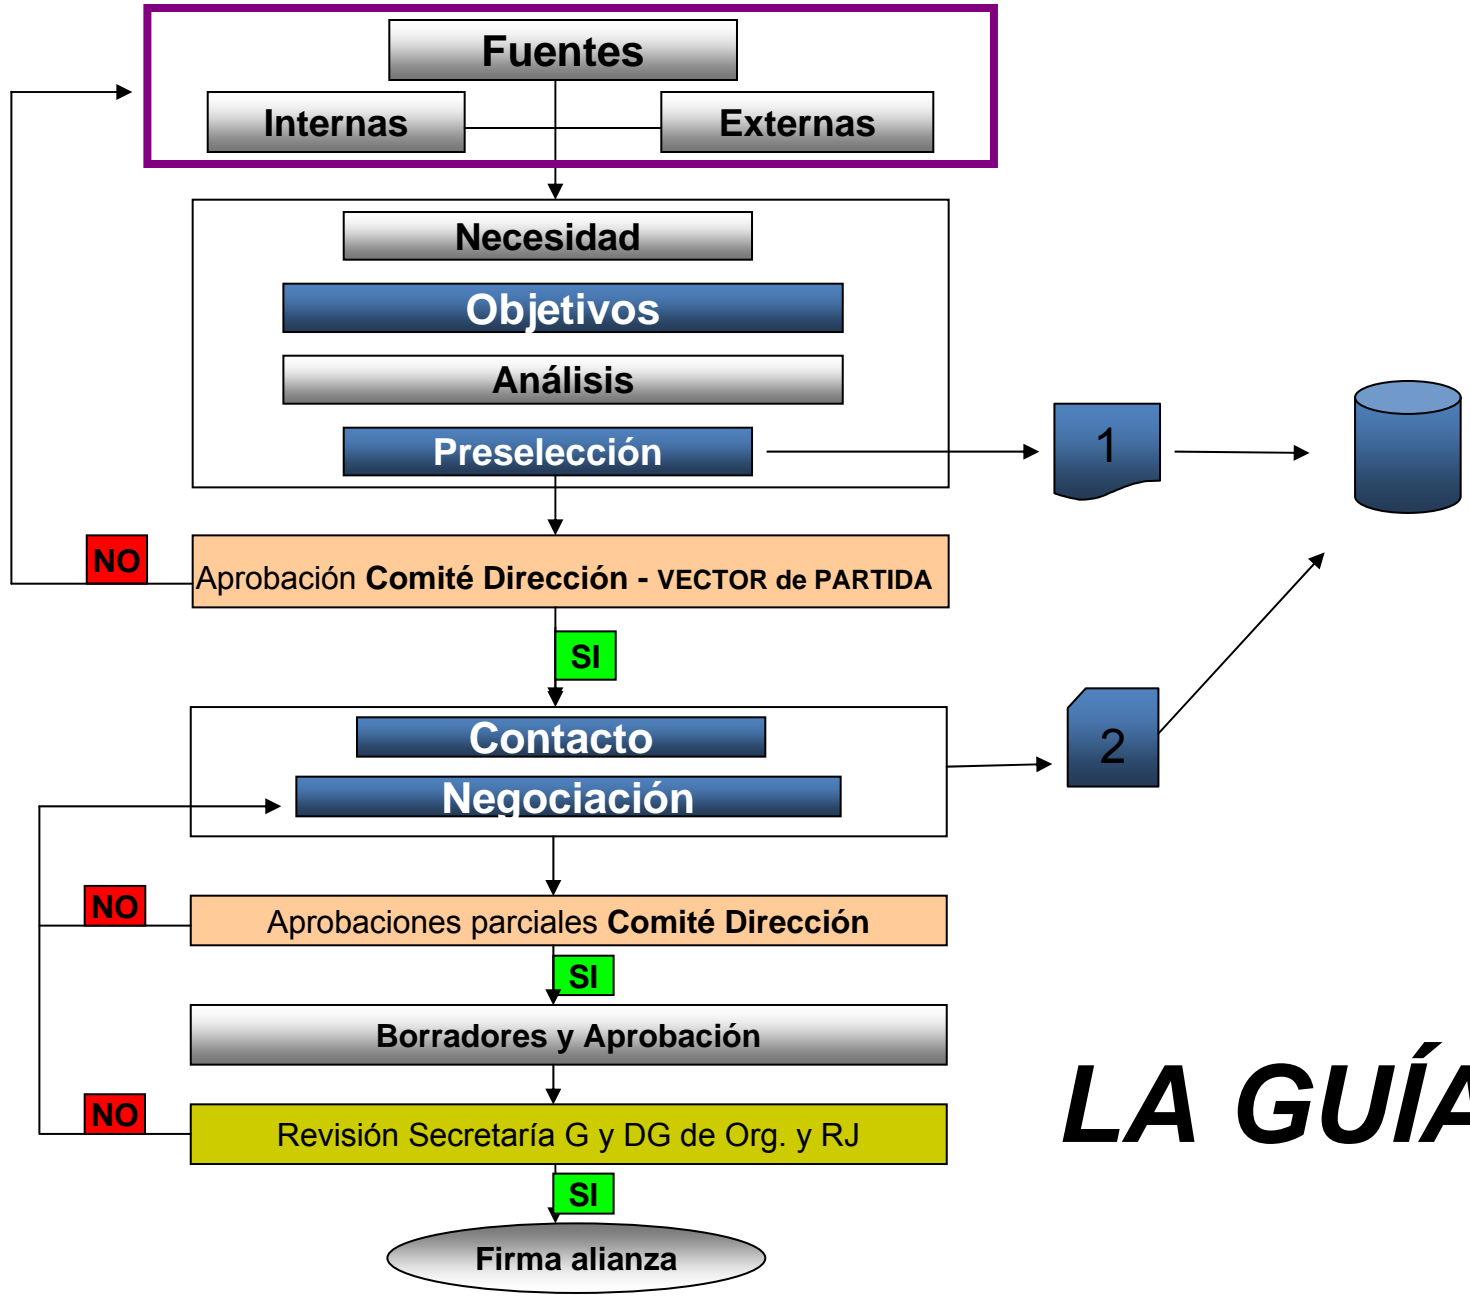 Fuentes
Internas
Externas
Necesidad
Objetivos
Análisis
Preselección
1
NO
Aprobación Comité Dirección - VECTOR de PARTIDA
SI
Contacto
2
Negociación
NO
Aprobaciones parciales Comité Dirección
SI
Borradores y Aprobación
LA GUÍA
NO
Revisión Secretaría G y DG de Org. y RJ
SI
Firma alianza